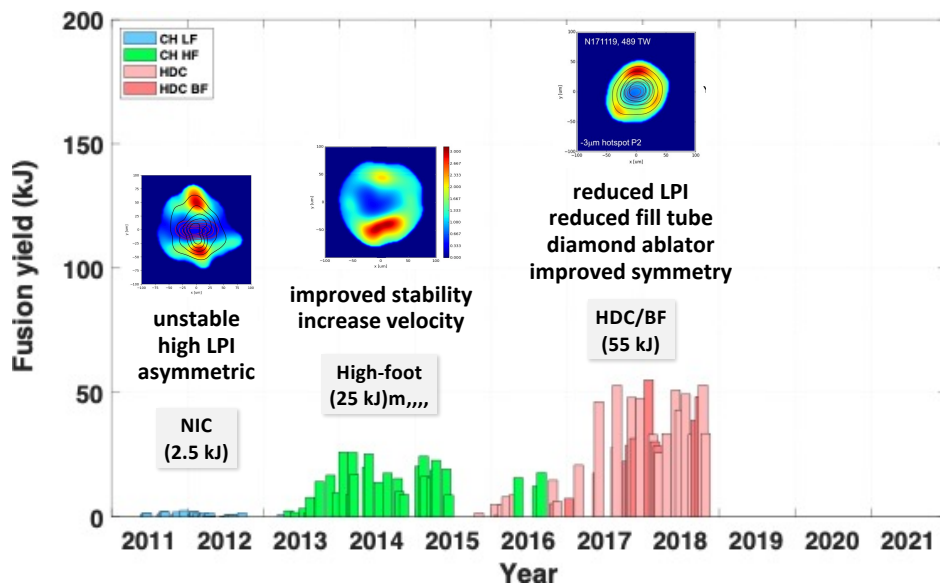 200
150
100
50
0
Fusion yield (kJ)
CH LF
CH HF
HDC
HDC BF
unstable
high LPI
asymmetric
NIC
(2.5 kJ)
improved stability
increase velocity
High-foot
(25 kJ)m,,,,
N171119, 489 TW
-3μm hotspot P2
reduced LPI
reduced fill tube
diamond ablator
improved symmetry
HDC/BF
(55 kJ)
2011 2012 2013 2014 2015 2016 2017 2018 2019 2020 2021
Year